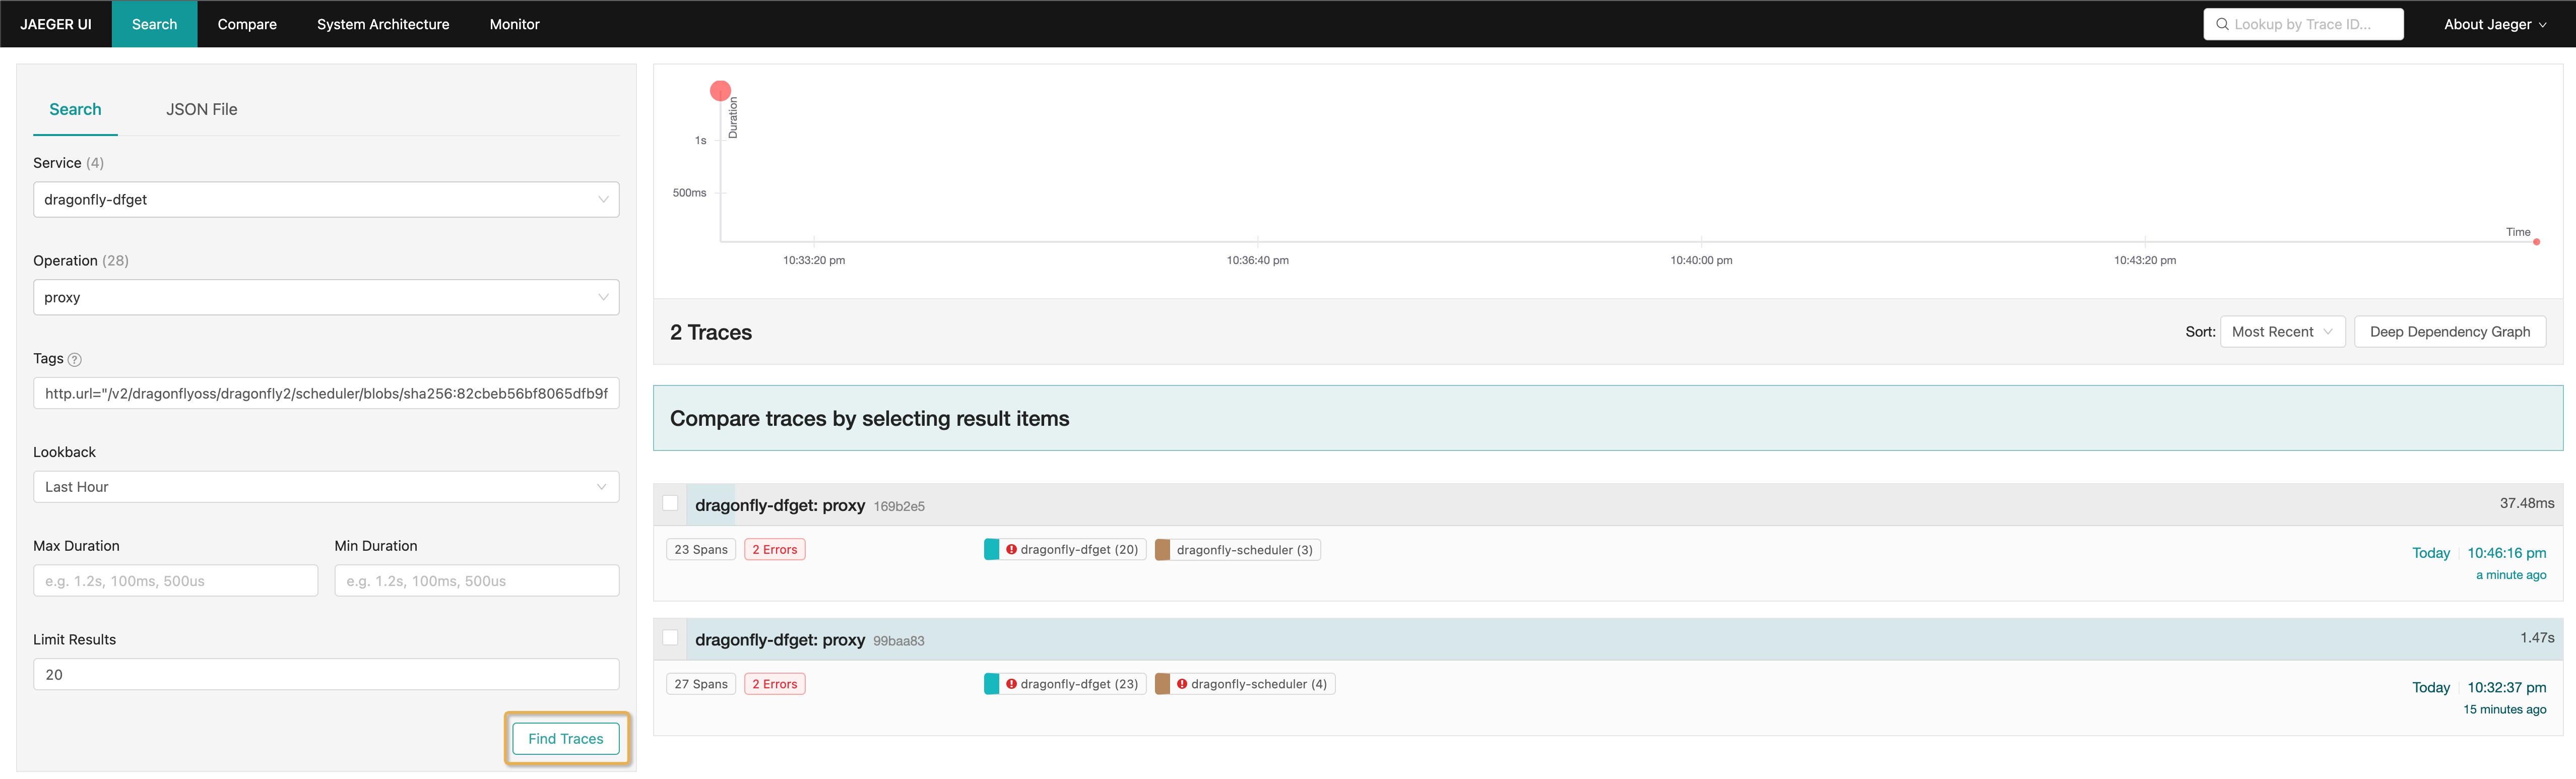 JAEGER UI Search Compare System Architecture Monitor Lookup by Trace ID... About Jaeger
Search JSON File
Service (4)
dragonfly-dfget
Operation (28)
proxy
Tags
http.url="/v2/dragonflyoss/dragonfly2/scheduler/blobs/sha256:82cbeb56bf8065dfb9f
Lookback
Last Hour
Max Duration Min Duration
e.g. 1.2s, 100ms, 500us e.g. 1.2s, 100ms, 500us
Limit Results
20
Find Traces
Duration
1s
500ms
Time
10:33:20 pm 10:36:40 pm 10:40:00 pm 10:43:20 pm
2 Traces Sort: Most Recent Deep Dependency Graph
Compare traces by selecting result items
dragonfly-dfget: proxy 169b2e5 37.48ms
23 Spans 2 Errors dragonfly-dfget (20) dragonfly-scheduler (3) Today 10:46:16 pm
a minute ago
dragonfly-dfget: proxy 99baa83 1.47s
27 Spans 2 Errors dragonfly-dfget (23) dragonfly-scheduler (4) Today 10:32:37 pm
15 minutes ago